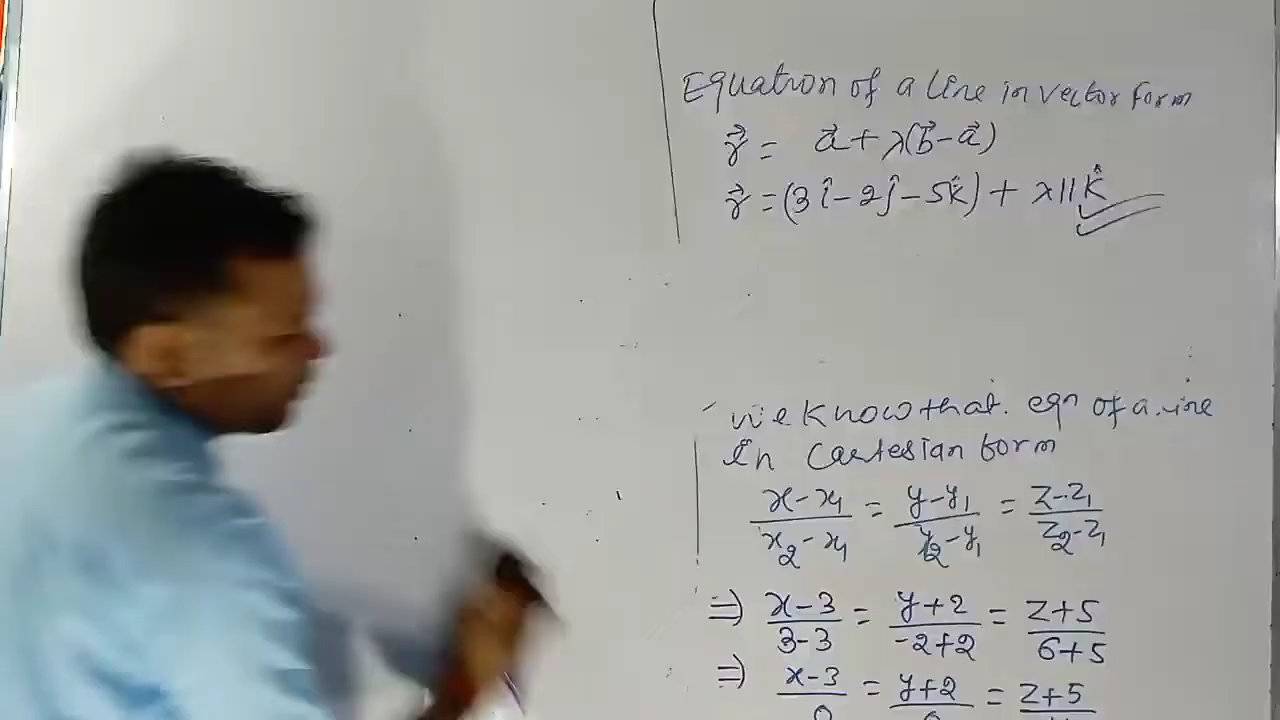 Equation of a line in vector form
r⃗ = a⃗ + λ(b⃗ - a⃗)
r⃗ = (3î - 2ĵ - 5k̂) + λ11k̂
we know that. eqn of a line
in cartesian form
(x - x₁)/(x₂ - x₁) = (y - y₁)/(y₂ - y₁) = (z - z₁)/(z₂ - z₁)
⇒ (x - 3)/(3 - 3) = (y + 2)/(-2 + 2) = (z + 5)/(6 + 5)
⇒ (x - 3)/0 = (y + 2)/0 = (z + 5)/